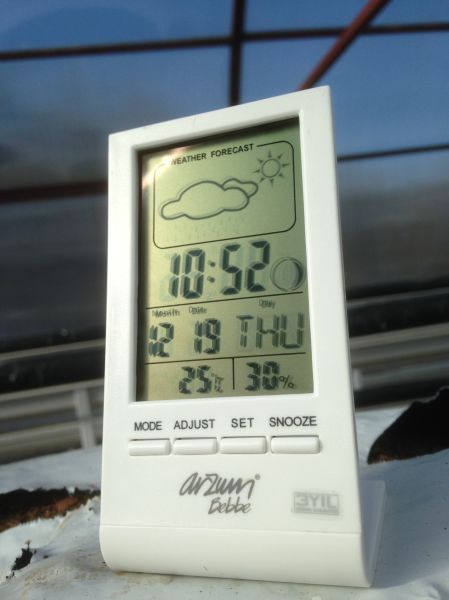 WEATHER FORECAST
10:52
Month Date Day
12 19 THU
25°C 30%
MODE ADJUST SET SNOOZE
arzum®
Bebbe
3YIL